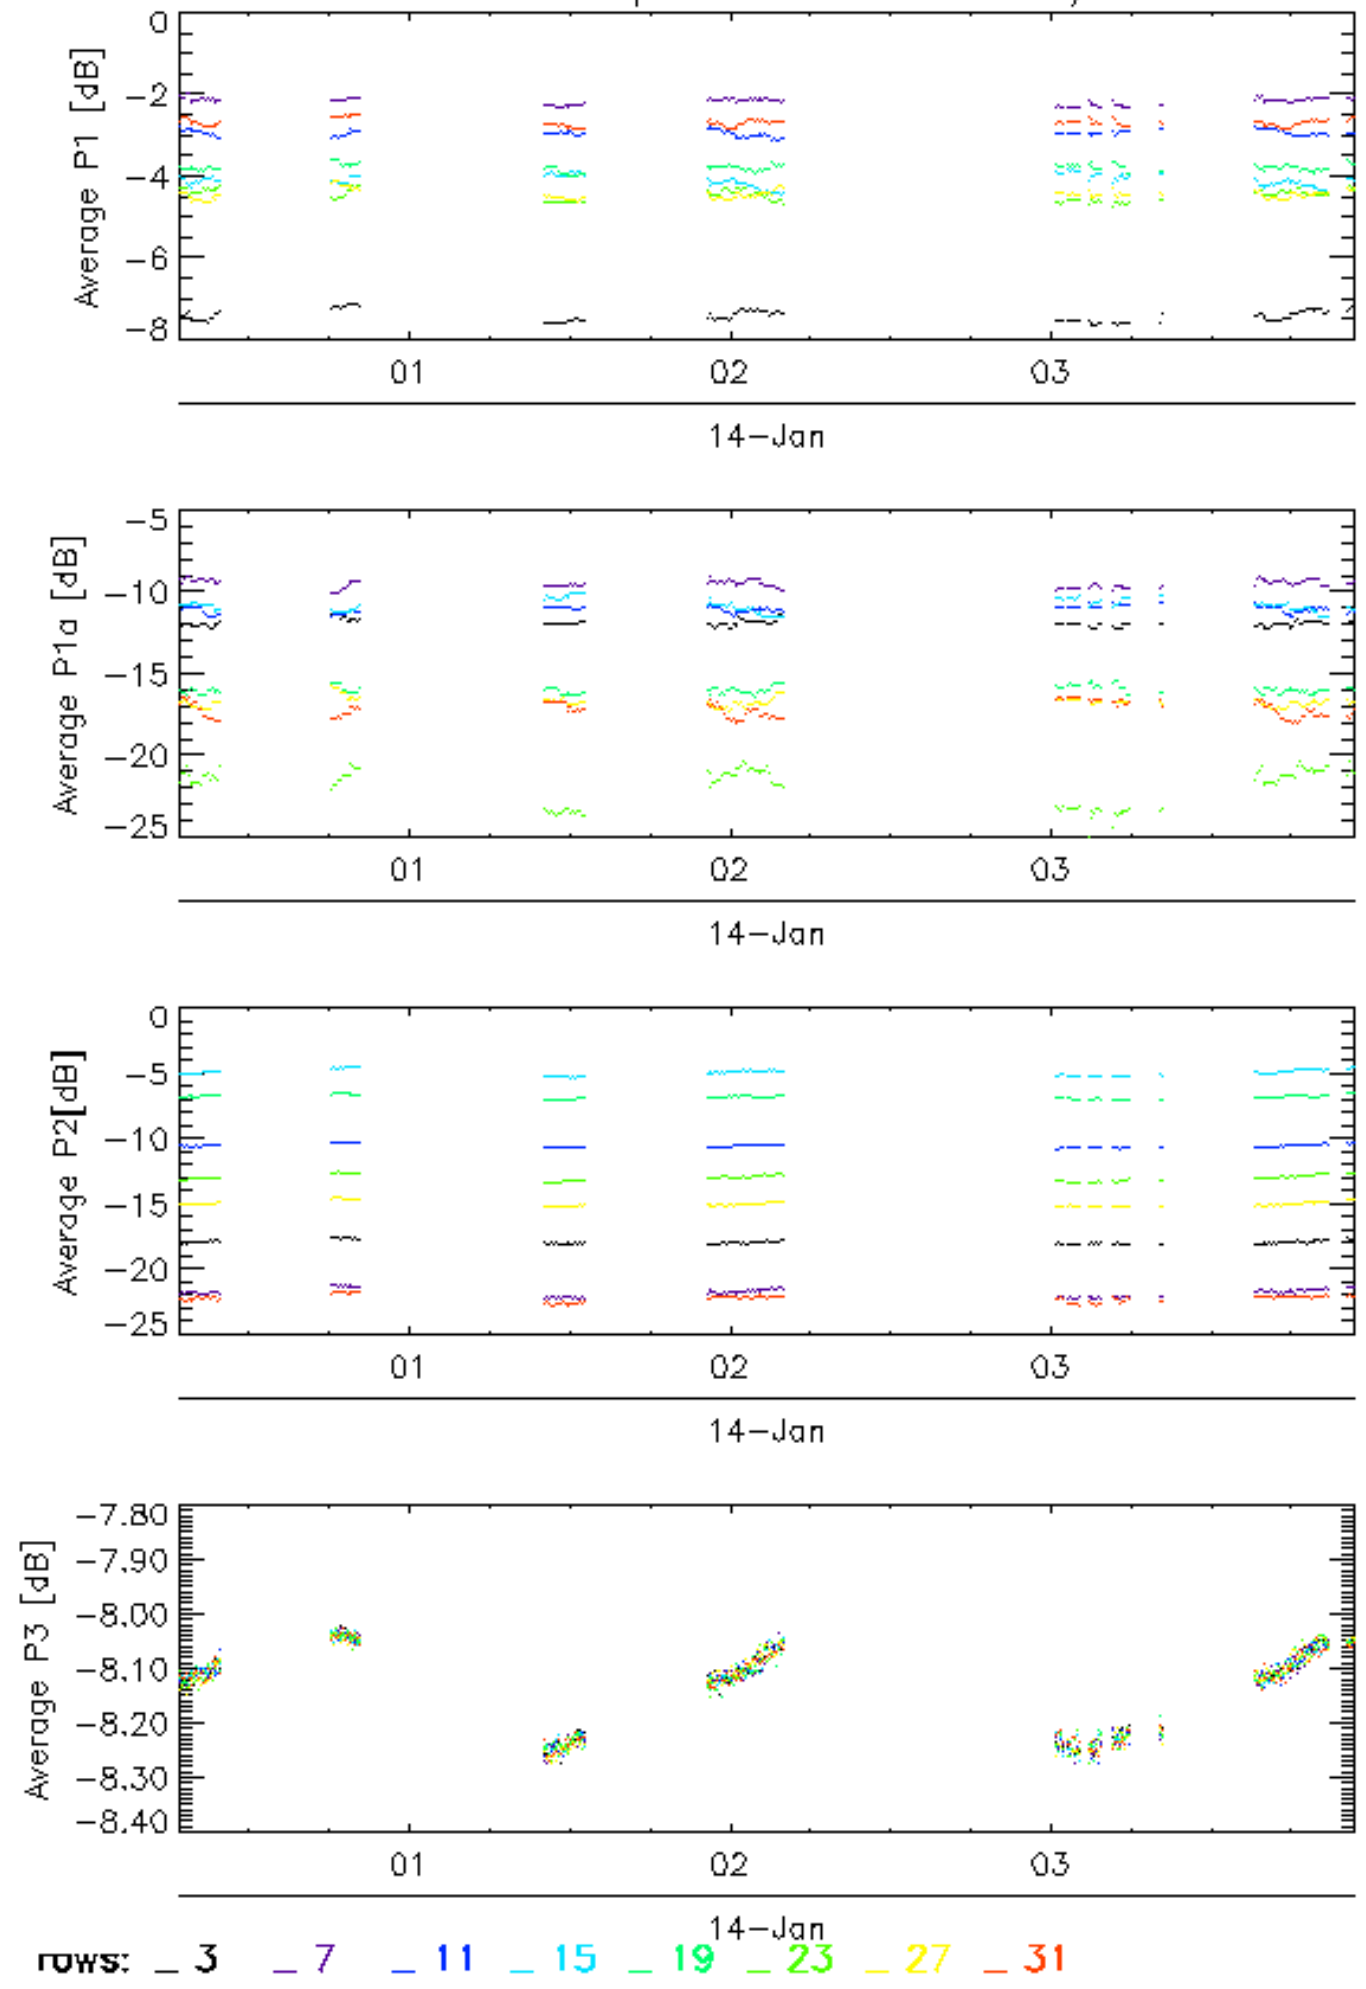 Average P1 [dB]
0
−2
−4
−6
−8
01 02 03
14−Jan
Average P1a [dB]
−5
−10
−15
−20
−25
01 02 03
14−Jan
Average P2[dB]
0
−5
−10
−15
−20
−25
01 02 03
14−Jan
Average P3 [dB]
−7.80
−7.90
−8.00
−8.10
−8.20
−8.30
−8.40
01 02 03
14−Jan
rows: _ 3 _ 7 _ 11 _ 15 _ 19 _ 23 _ 27 _ 31